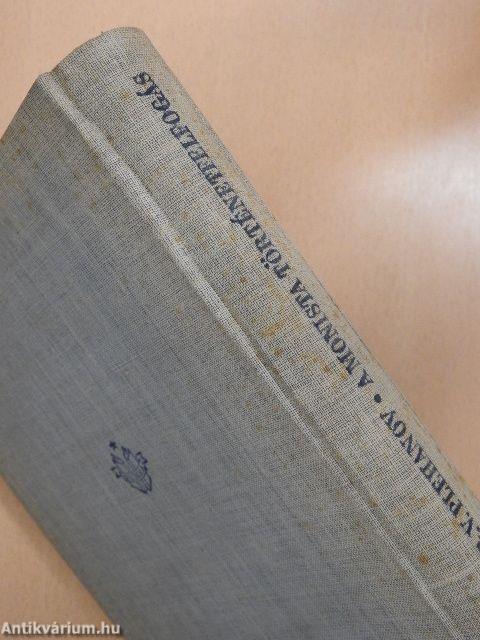 V. PLEHANOV • A MONISTA TÖRTÉNETFELFOGÁS
Antikvárium.hu